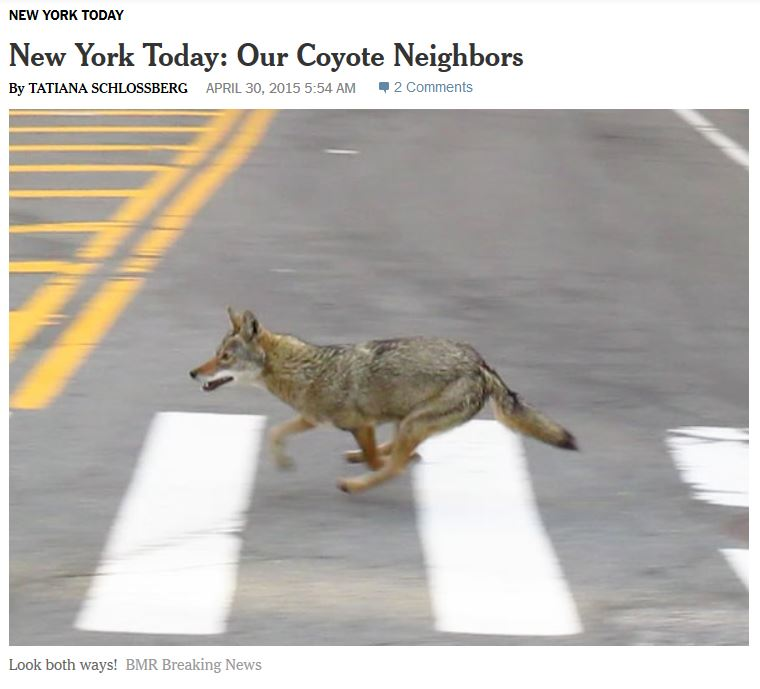 NEW YORK TODAY
New York Today: Our Coyote Neighbors
By TATIANA SCHLOSSBERG APRIL 30, 2015 5:54 AM 2 Comments
Look both ways! BMR Breaking News